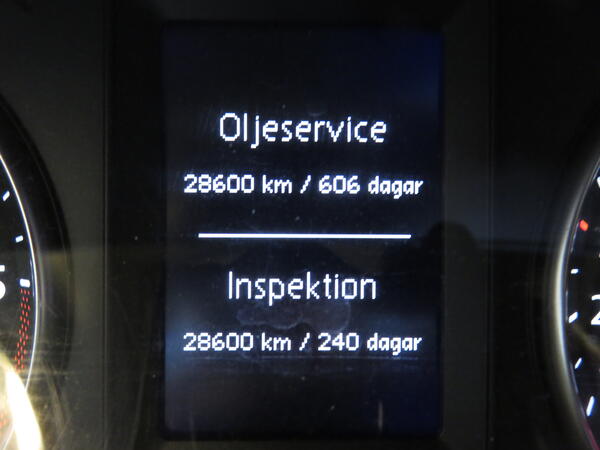 Oljeservice
28600 km / 606 dagar
Inspektion
28600 km / 240 dagar